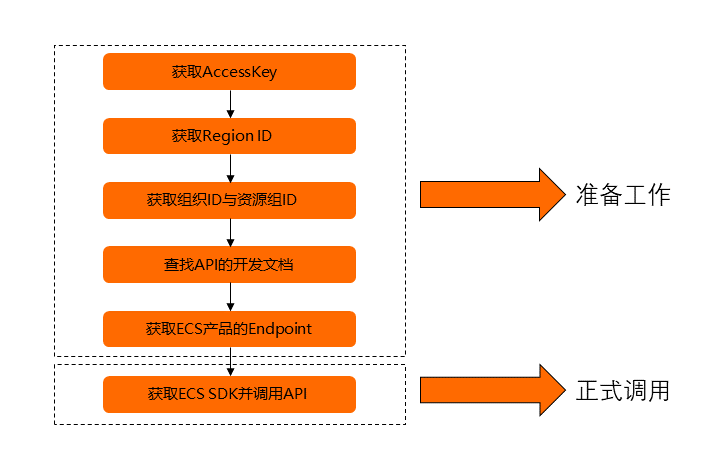 获取AccessKey
获取Region ID
获取组织ID与资源组ID
准备工作
查找API的开发文档
获取ECS产品的Endpoint
获取ECS SDK并调用API
正式调用